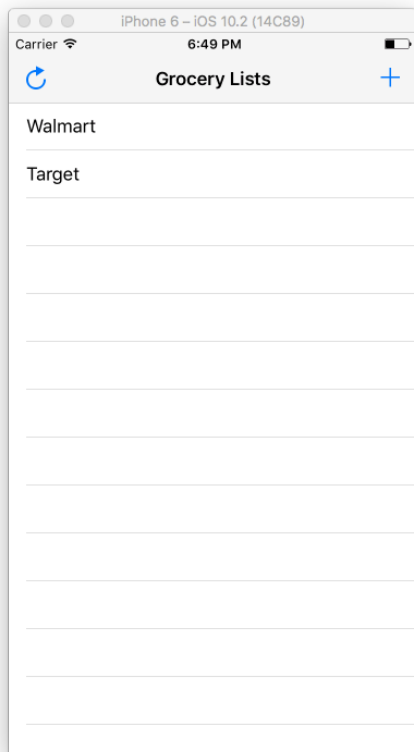 iPhone 6 – iOS 10.2 (14C89)
Carrier 6:49 PM
Grocery Lists
Walmart
Target